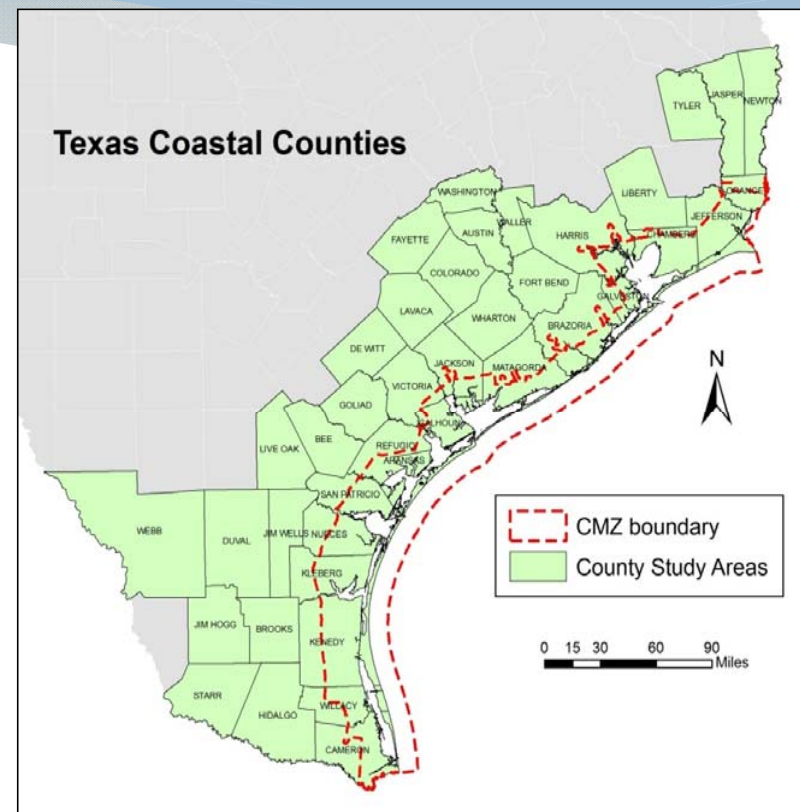 Texas Coastal Counties
TYLER
JASPER
NEWTON
ORANGE
LIBERTY
JEFFERSON
CHAMBERS
HARRIS
WASHINGTON
WALLER
AUSTIN
FAYETTE
COLORADO
FORT BEND
GALVESTON
BRAZORIA
WHARTON
LAVACA
DE WITT
JACKSON
MATAGORDA
VICTORIA
CALHOUN
GOLIAD
BEE
LIVE OAK
REFUGIO
ARANSAS
SAN PATRICIO
WEBB
DUVAL
JIM WELLS
NUECES
KLEBERG
JIM HOGG
BROOKS
KENEDY
STARR
HIDALGO
WILLACY
CAMERON
N
CMZ boundary
County Study Areas
0 15 30 60 90
Miles